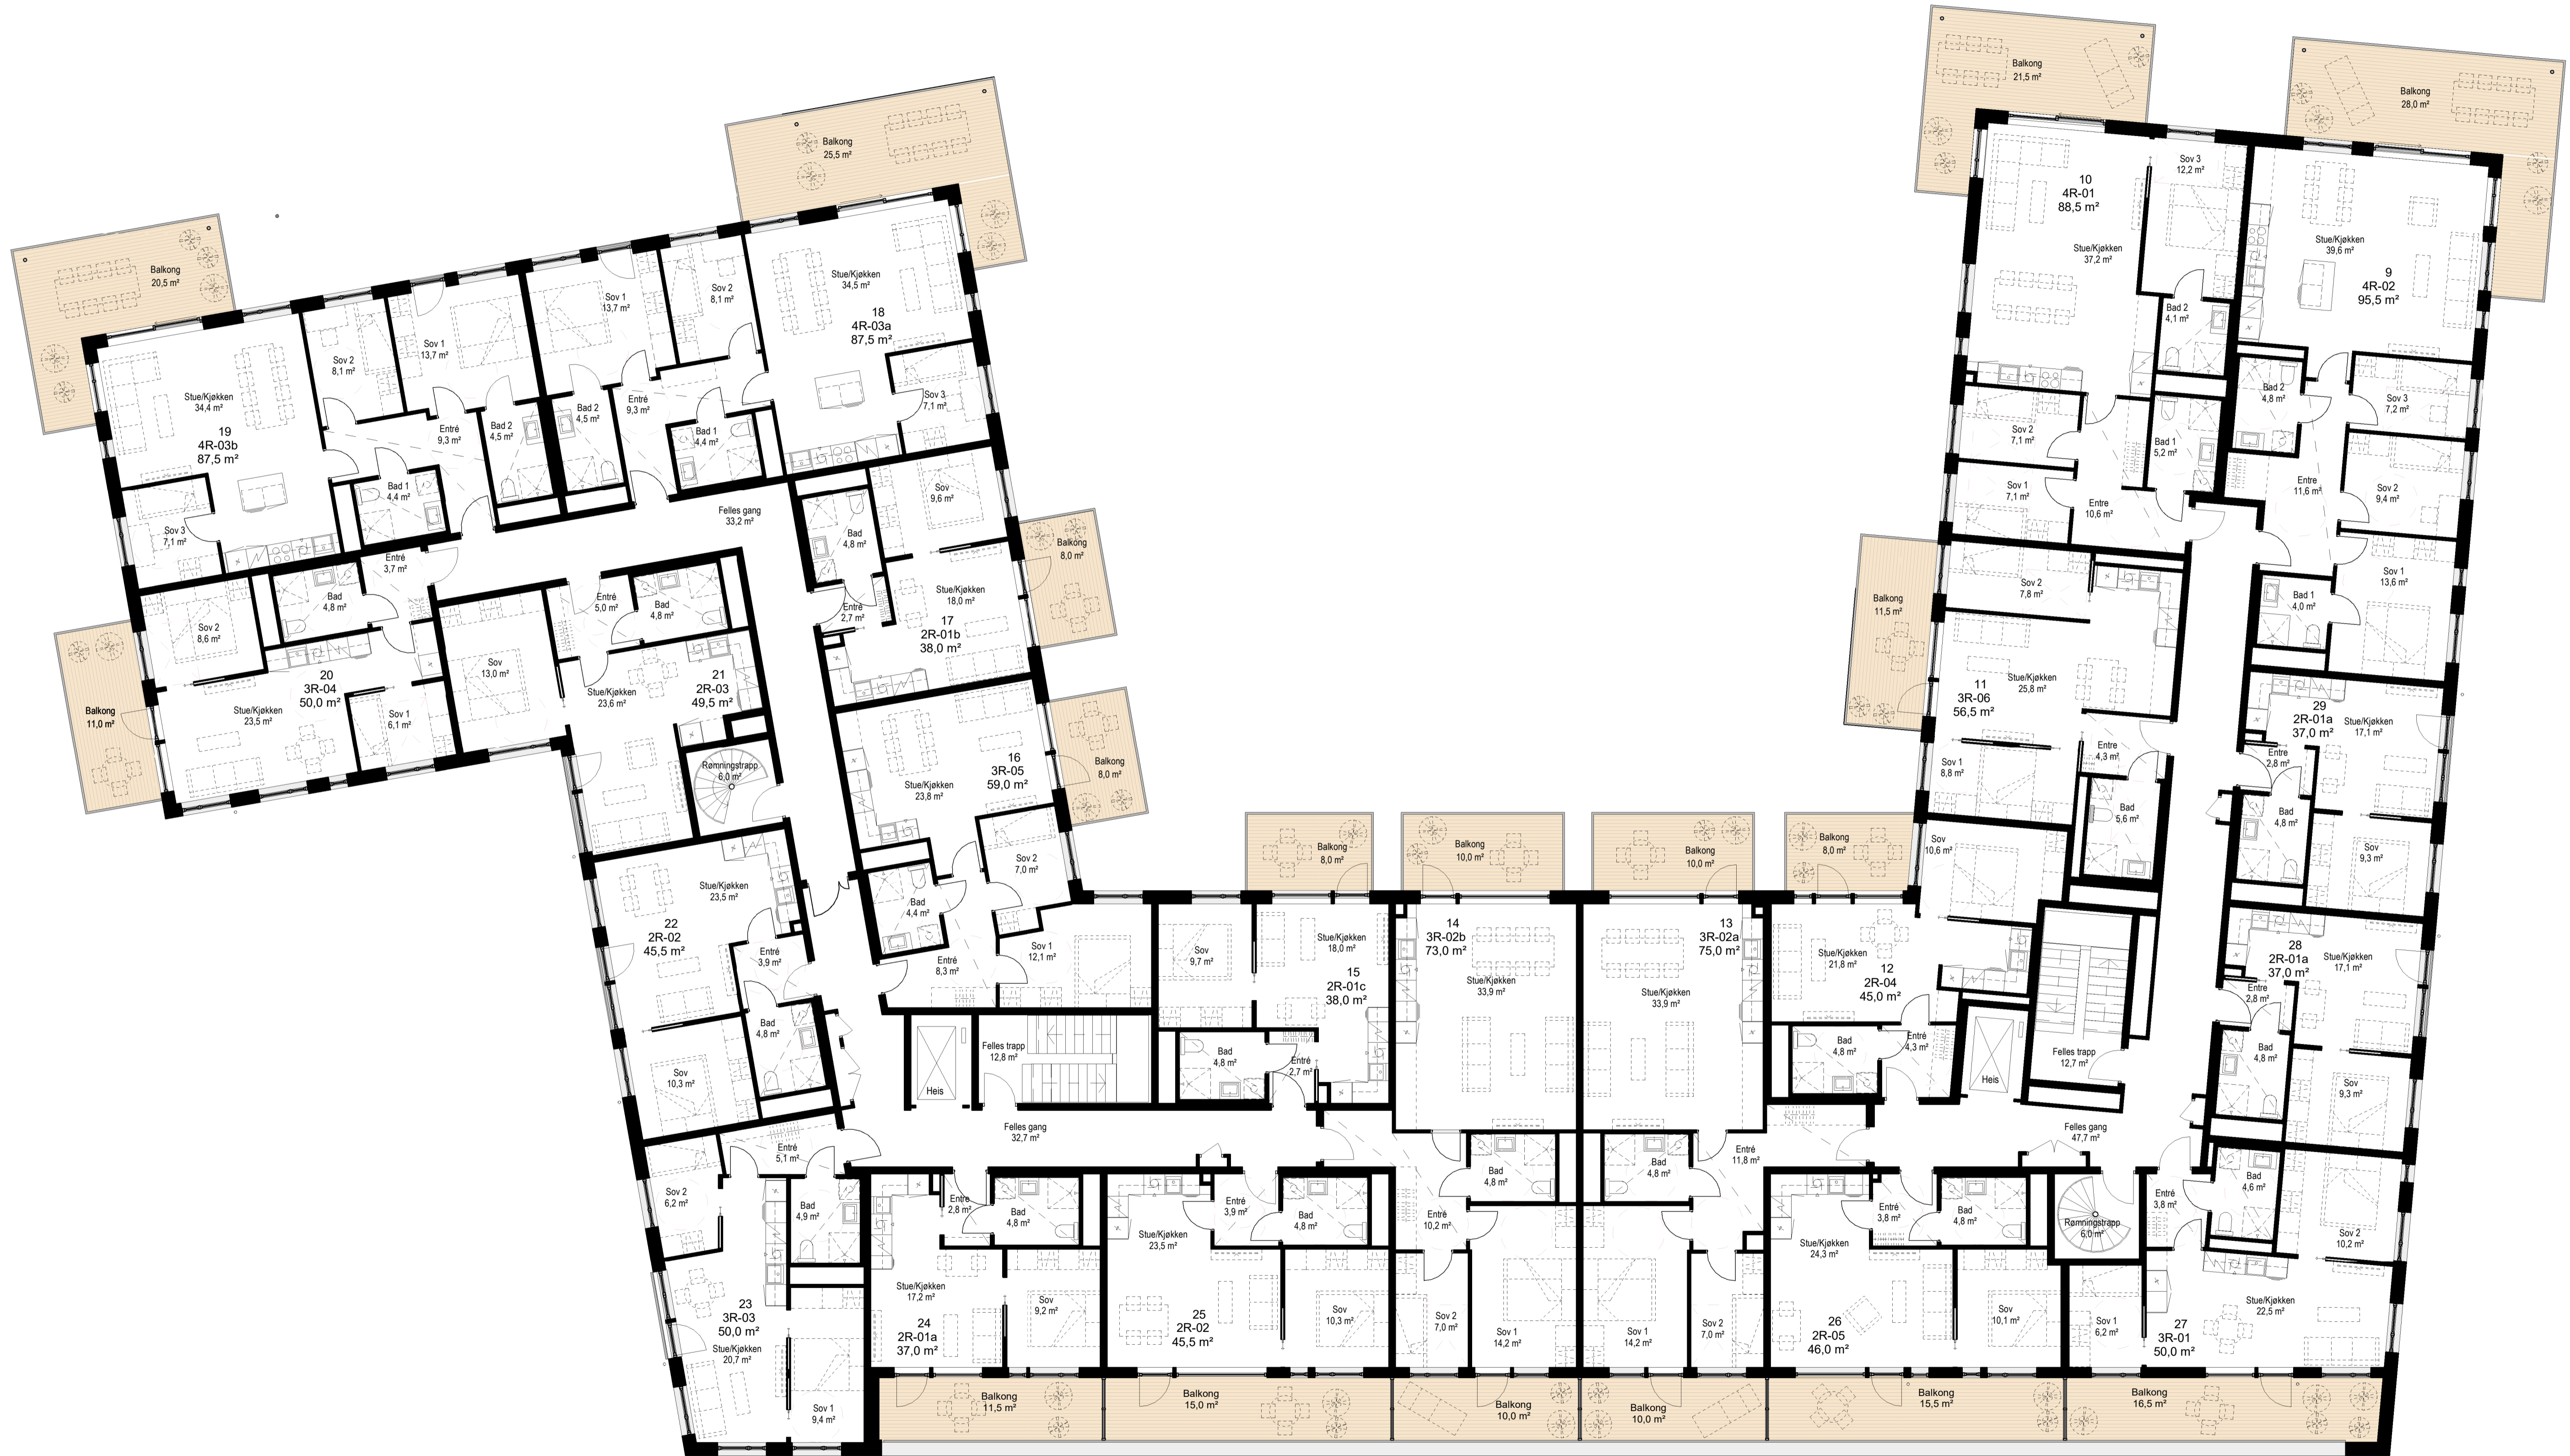 Balkong
20,5 m²
Stue/Kjøkken
34,4 m²
19
4R-03b
87,5 m²
Sov 2
8,1 m²
Sov 1
13,7 m²
Entré
9,3 m²
Bad 2
4,5 m²
Bad 1
4,4 m²
Sov 3
7,1 m²
Balkong
25,5 m²
Sov 1
13,7 m²
Sov 2
8,1 m²
Stue/Kjøkken
34,5 m²
18
4R-03a
87,5 m²
Bad 2
4,5 m²
Entré
9,3 m²
Bad 1
4,4 m²
Sov 3
7,1 m²
Felles gang
33,2 m²
Sov
9,6 m²
Bad
4,8 m²
Balkong
8,0 m²
Stue/Kjøkken
18,0 m²
Entré
2,7 m²
17
2R-01b
38,0 m²
Entré
3,7 m²
Bad
4,8 m²
Sov 2
8,6 m²
20
3R-04
50,0 m²
Stue/Kjøkken
23,5 m²
Sov 1
6,1 m²
Balkong
11,0 m²
Entré
5,0 m²
Bad
4,8 m²
Sov
13,0 m²
Stue/Kjøkken
23,6 m²
21
2R-03
49,5 m²
Rømningstrapp
6,0 m²
16
3R-05
59,0 m²
Stue/Kjøkken
23,8 m²
Balkong
8,0 m²
Sov 2
7,0 m²
Bad
4,4 m²
Entré
8,3 m²
Sov 1
12,1 m²
Stue/Kjøkken
23,5 m²
22
2R-02
45,5 m²
Entré
3,9 m²
Bad
4,8 m²
Sov
10,3 m²
Heis
Felles trapp
12,8 m²
Felles gang
32,7 m²
Balkong
8,0 m²
Sov
9,7 m²
Stue/Kjøkken
18,0 m²
15
2R-01c
38,0 m²
Bad
4,8 m²
Entré
2,7 m²
Balkong
10,0 m²
14
3R-02b
73,0 m²
Stue/Kjøkken
33,9 m²
Bad
4,8 m²
Entré
10,2 m²
Sov 2
7,0 m²
Sov 1
14,2 m²
Balkong
10,0 m²
Balkong
10,0 m²
13
3R-02a
75,0 m²
Stue/Kjøkken
33,9 m²
Bad
4,8 m²
Entré
11,8 m²
Sov 1
14,2 m²
Sov 2
7,0 m²
Balkong
10,0 m²
Balkong
8,0 m²
Sov
10,6 m²
Stue/Kjøkken
21,8 m²
12
2R-04
45,0 m²
Bad
4,8 m²
Entré
4,3 m²
Heis
Felles trapp
12,7 m²
Felles gang
47,7 m²
Balkong
21,5 m²
10
4R-01
88,5 m²
Stue/Kjøkken
37,2 m²
Sov 3
12,2 m²
Bad 2
4,1 m²
Sov 2
7,1 m²
Bad 1
5,2 m²
Sov 1
7,1 m²
Entre
10,6 m²
Balkong
28,0 m²
Stue/Kjøkken
39,6 m²
9
4R-02
95,5 m²
Bad 2
4,8 m²
Sov 3
7,2 m²
Entre
11,6 m²
Sov 2
9,4 m²
Sov 1
13,6 m²
Bad 1
4,0 m²
Balkong
11,5 m²
Sov 2
7,8 m²
Stue/Kjøkken
25,8 m²
11
3R-06
56,5 m²
Entre
4,3 m²
Sov 1
8,8 m²
Bad
5,6 m²
29
2R-01a
37,0 m²
Stue/Kjøkken
17,1 m²
Entre
2,8 m²
Bad
4,8 m²
Sov
9,3 m²
28
2R-01a
37,0 m²
Stue/Kjøkken
17,1 m²
Entre
2,8 m²
Bad
4,8 m²
Sov
9,3 m²
Entré
5,1 m²
Sov 2
6,2 m²
Bad
4,9 m²
23
3R-03
50,0 m²
Stue/Kjøkken
20,7 m²
Sov 1
9,4 m²
Entre
2,8 m²
Bad
4,8 m²
Stue/Kjøkken
17,2 m²
24
2R-01a
37,0 m²
Sov
9,2 m²
Balkong
11,5 m²
Stue/Kjøkken
23,5 m²
Entré
3,9 m²
Bad
4,8 m²
25
2R-02
45,5 m²
Sov
10,3 m²
Balkong
15,0 m²
Stue/Kjøkken
24,3 m²
Entré
3,8 m²
Bad
4,8 m²
26
2R-05
46,0 m²
Sov
10,1 m²
Balkong
15,5 m²
Rømningstrapp
6,0 m²
Entré
3,8 m²
Bad
4,6 m²
Sov 2
10,2 m²
Sov 1
6,2 m²
Stue/Kjøkken
22,5 m²
27
3R-01
50,0 m²
Balkong
16,5 m²